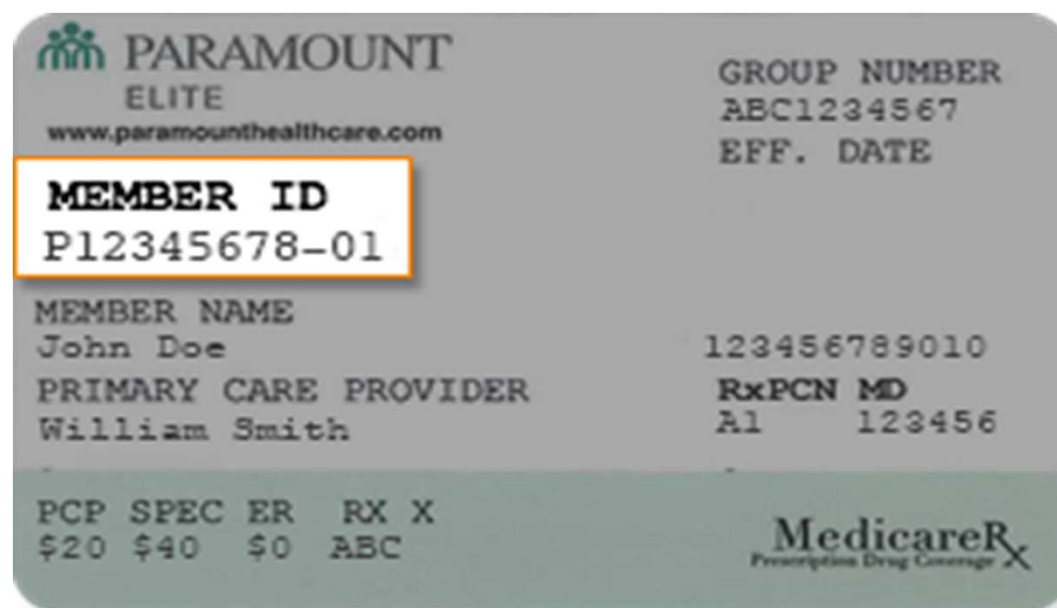 PARAMOUNT
ELITE
www.paramounthealthcare.com
GROUP NUMBER
ABC1234567
EFF. DATE
MEMBER ID
P12345678-01
MEMBER NAME
John Doe
123456789010
PRIMARY CARE PROVIDER
RxPCN MD
William Smith
A1 123456
PCP SPEC ER RX X
$20 $40 $0 ABC
MedicareRx
Prescription Drug Coverage